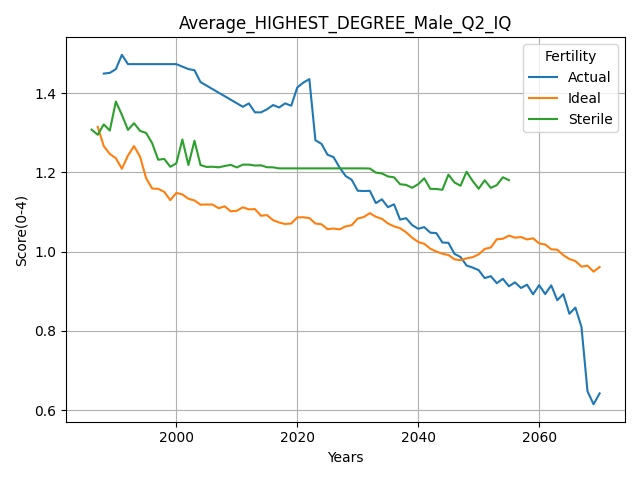 Average_HIGHEST_DEGREE_Male_Q2_IQ
Fertility
Actual
Ideal
Sterile
Score(0-4)
1.4
1.2
1.0
0.8
0.6
2000 2020 2040 2060
Years